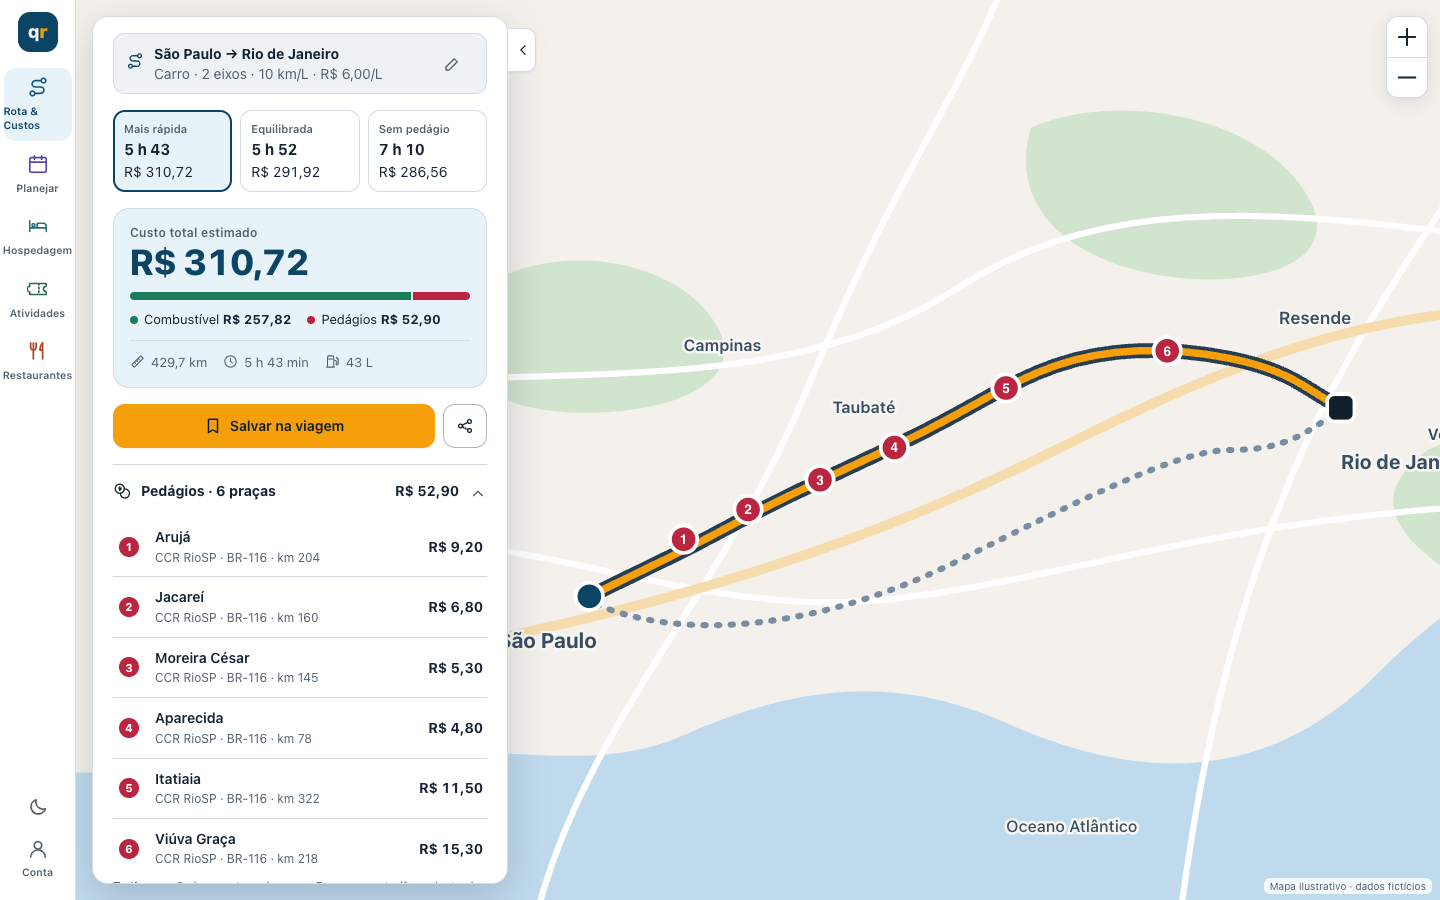 qr
Rota &
Custos
Planejar
Hospedagem
Atividades
Restaurantes
Conta
São Paulo → Rio de Janeiro
Carro · 2 eixos · 10 km/L · R$ 6,00/L
Mais rápida
5 h 43
R$ 310,72
Equilibrada
5 h 52
R$ 291,92
Sem pedágio
7 h 10
R$ 286,56
Custo total estimado
R$ 310,72
Combustível R$ 257,82 Pedágios R$ 52,90
429,7 km 5 h 43 min 43 L
Salvar na viagem
Pedágios · 6 praças R$ 52,90
1 Arujá R$ 9,20
CCR RioSP · BR-116 · km 204
2 Jacareí R$ 6,80
CCR RioSP · BR-116 · km 160
3 Moreira César R$ 5,30
CCR RioSP · BR-116 · km 145
4 Aparecida R$ 4,80
CCR RioSP · BR-116 · km 78
5 Itatiaia R$ 11,50
CCR RioSP · BR-116 · km 322
6 Viúva Graça R$ 15,30
CCR RioSP · BR-116 · km 218
Resende
Campinas
6
5
Taubaté
4
Rio de Jan
3
2
1
São Paulo
Oceano Atlântico
Mapa ilustrativo · dados fictícios